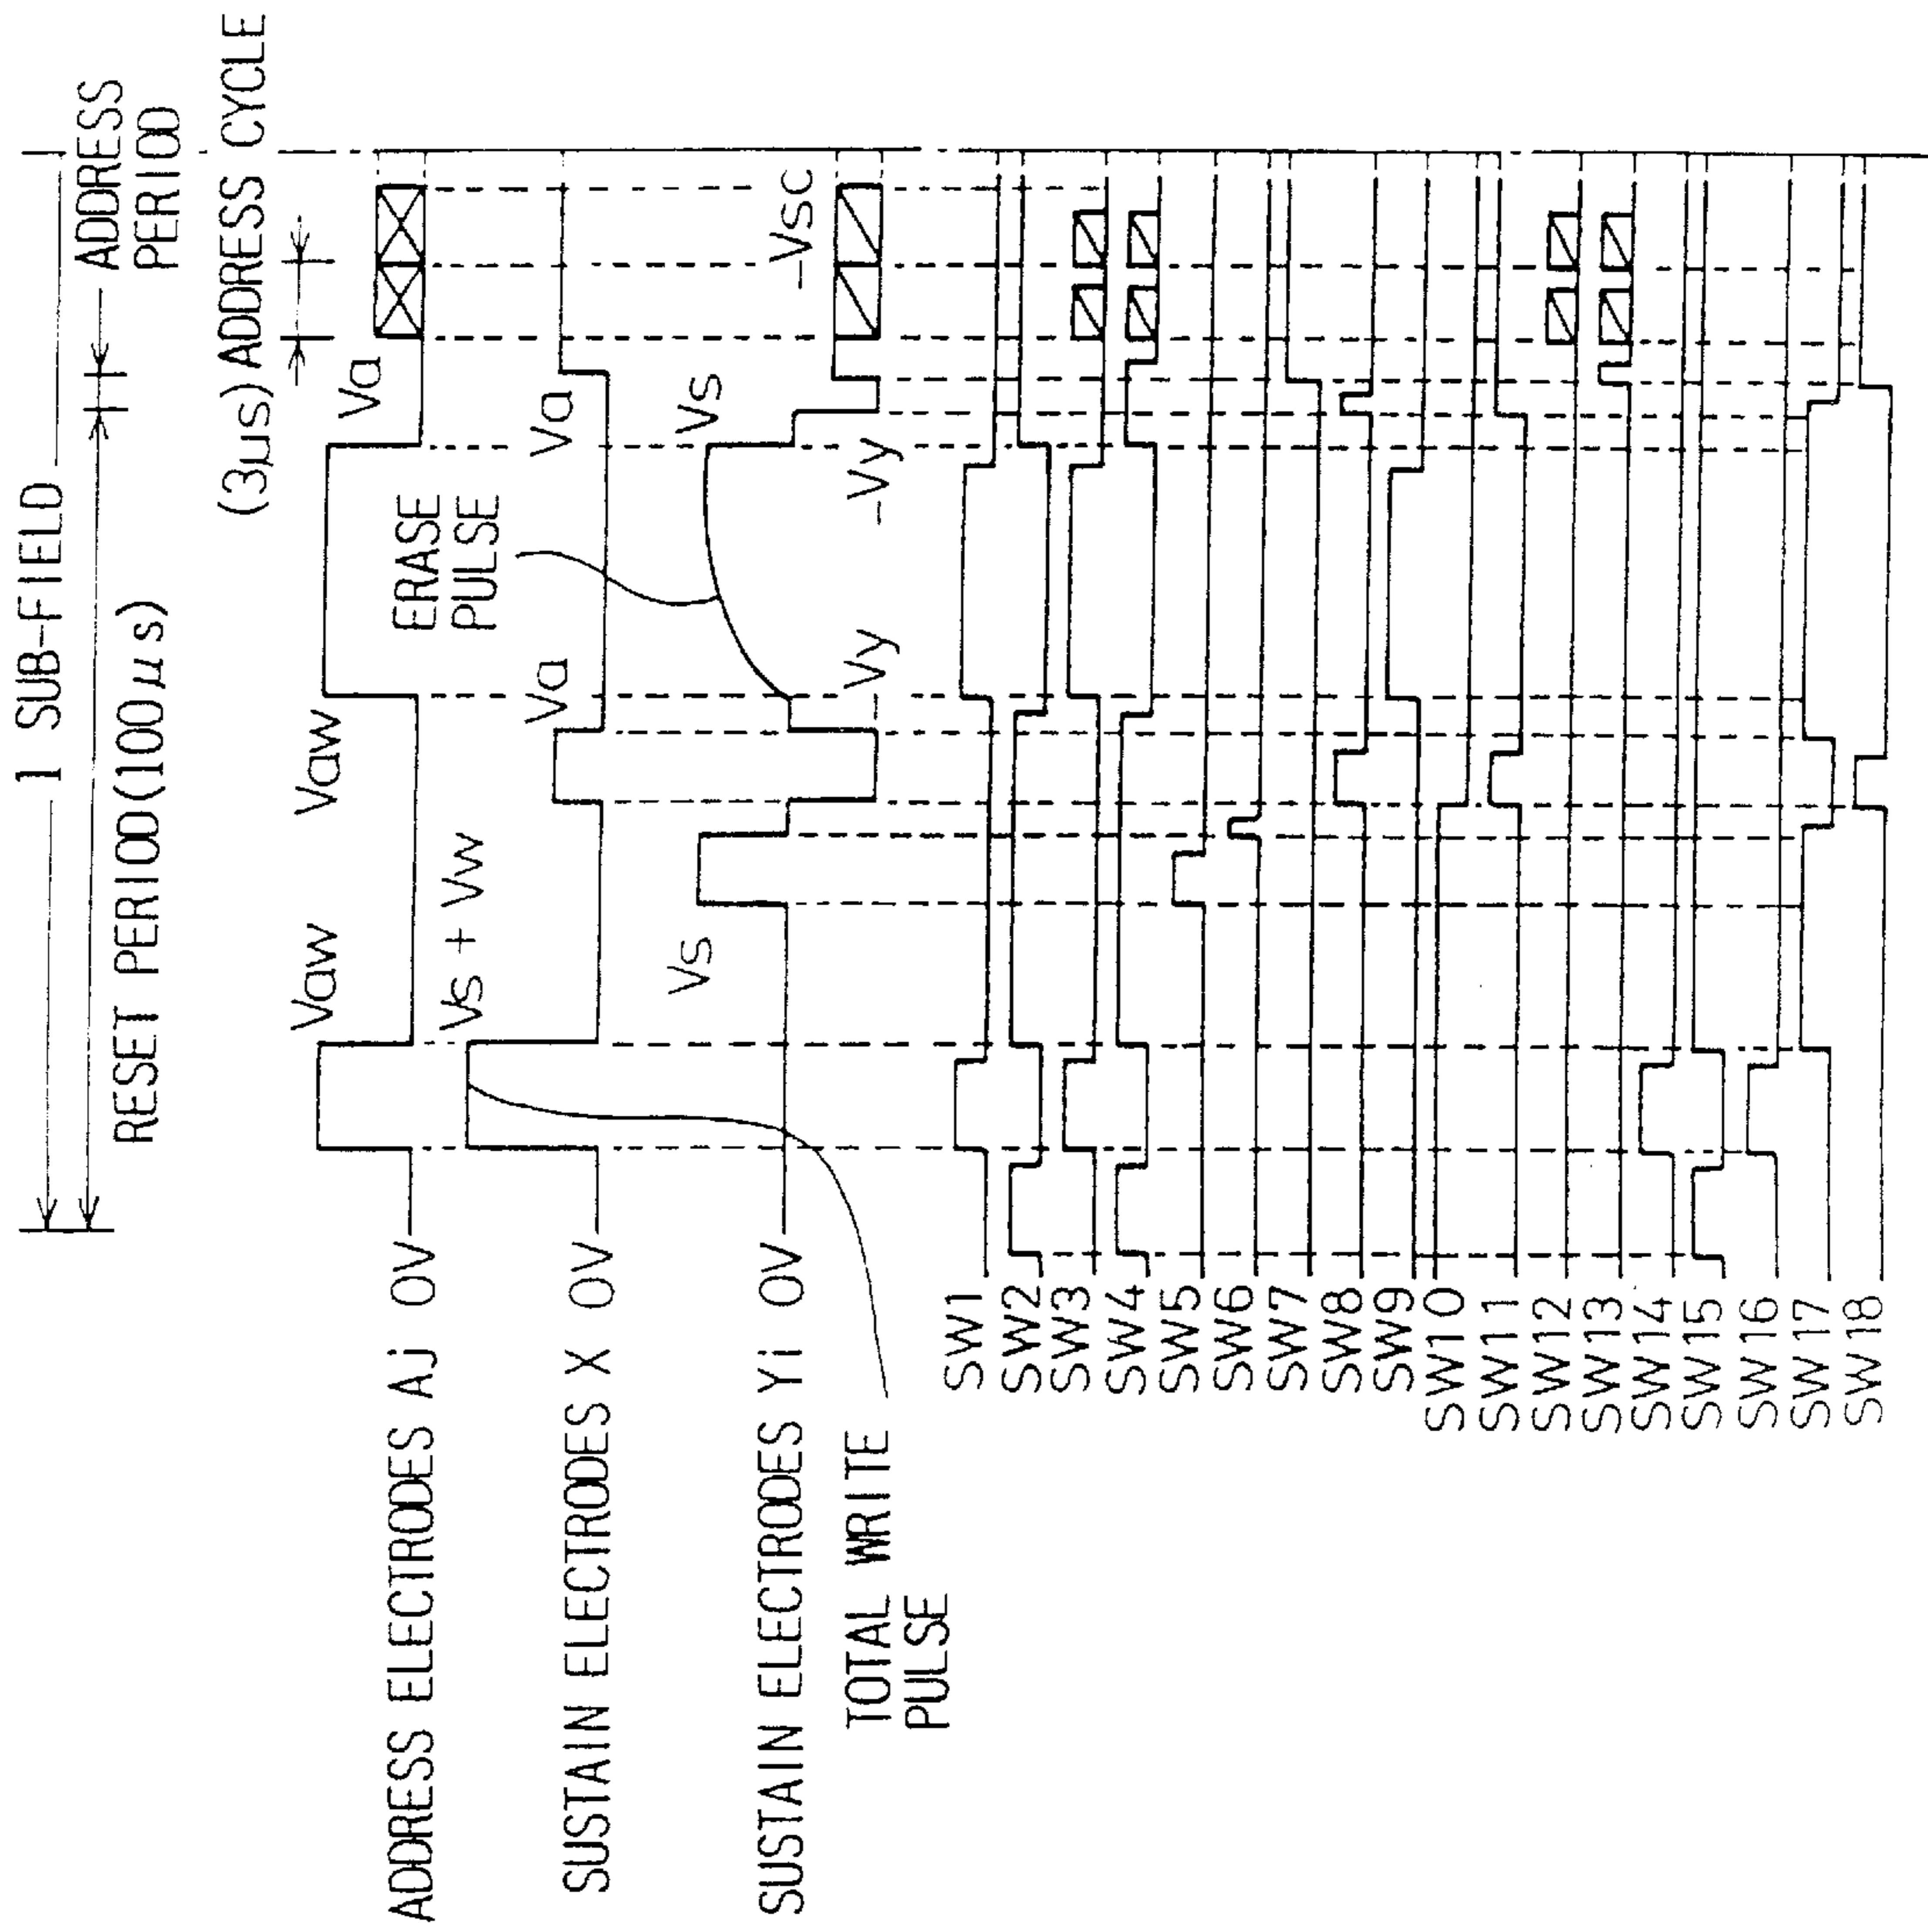 1 SUB-FIELD
RESET PERIOD(100μs)
ADDRESS
PERIOD
(3μs) ADDRESS CYCLE
ADDRESS ELECTRODES Aj 0V
Vaw
Vaw
Va
SUSTAIN ELECTRODES X 0V
Vs + Vw
Va
Va
ERASE
PULSE
SUSTAIN ELECTRODES Yi 0V
Vs
-Vy
Vs
-Vy
-Vsc
TOTAL WRITE
PULSE
SW1
SW2
SW3
SW4
SW5
SW6
SW7
SW8
SW9
SW10
SW11
SW12
SW13
SW14
SW15
SW16
SW17
SW18